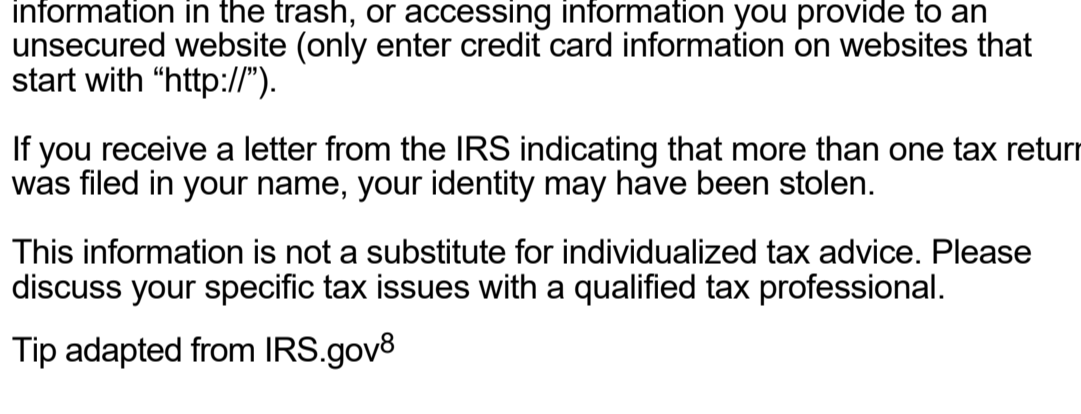 information in the trash, or accessing information you provide to an
unsecured website (only enter credit card information on websites that
start with “http://”).
If you receive a letter from the IRS indicating that more than one tax return
was filed in your name, your identity may have been stolen.
This information is not a substitute for individualized tax advice. Please
discuss your specific tax issues with a qualified tax professional.
Tip adapted from IRS.gov8